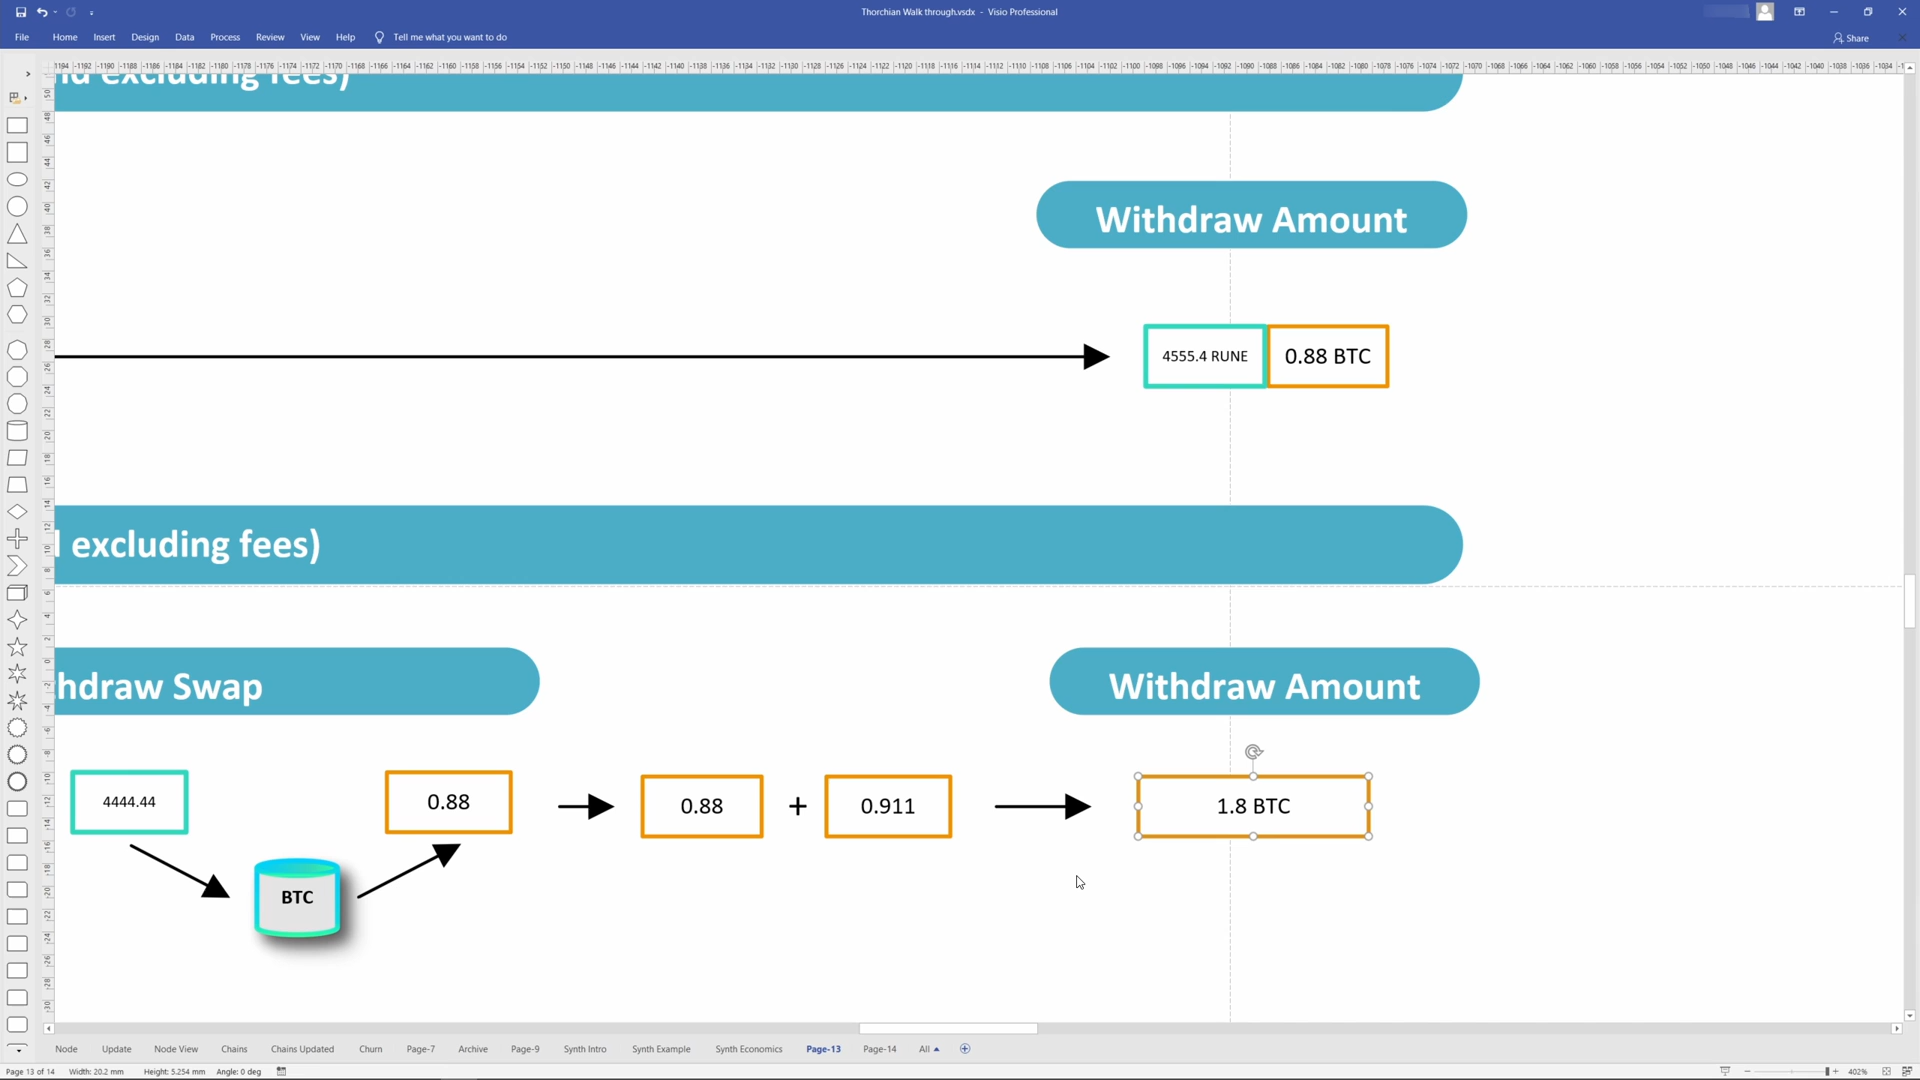 Thorchian Walk through.vsdx - Visio Professional
File Home Insert Design Data Process Review View Help Tell me what you want to do
Share
excluding fees)
Withdraw Amount
4555.4 RUNE 0.88 BTC
excluding fees)
hdraw Swap
Withdraw Amount
4444.44 0.88 0.88 + 0.911 1.8 BTC
BTC
Node Update Node View Chains Chains Updated Churn Page-7 Archive Page-9 Synth Intro Synth Example Synth Economics Page-13 Page-14 All
Page 13 of 14 Width: 20.2 mm Height: 5.254 mm Angle: 0 deg
402%